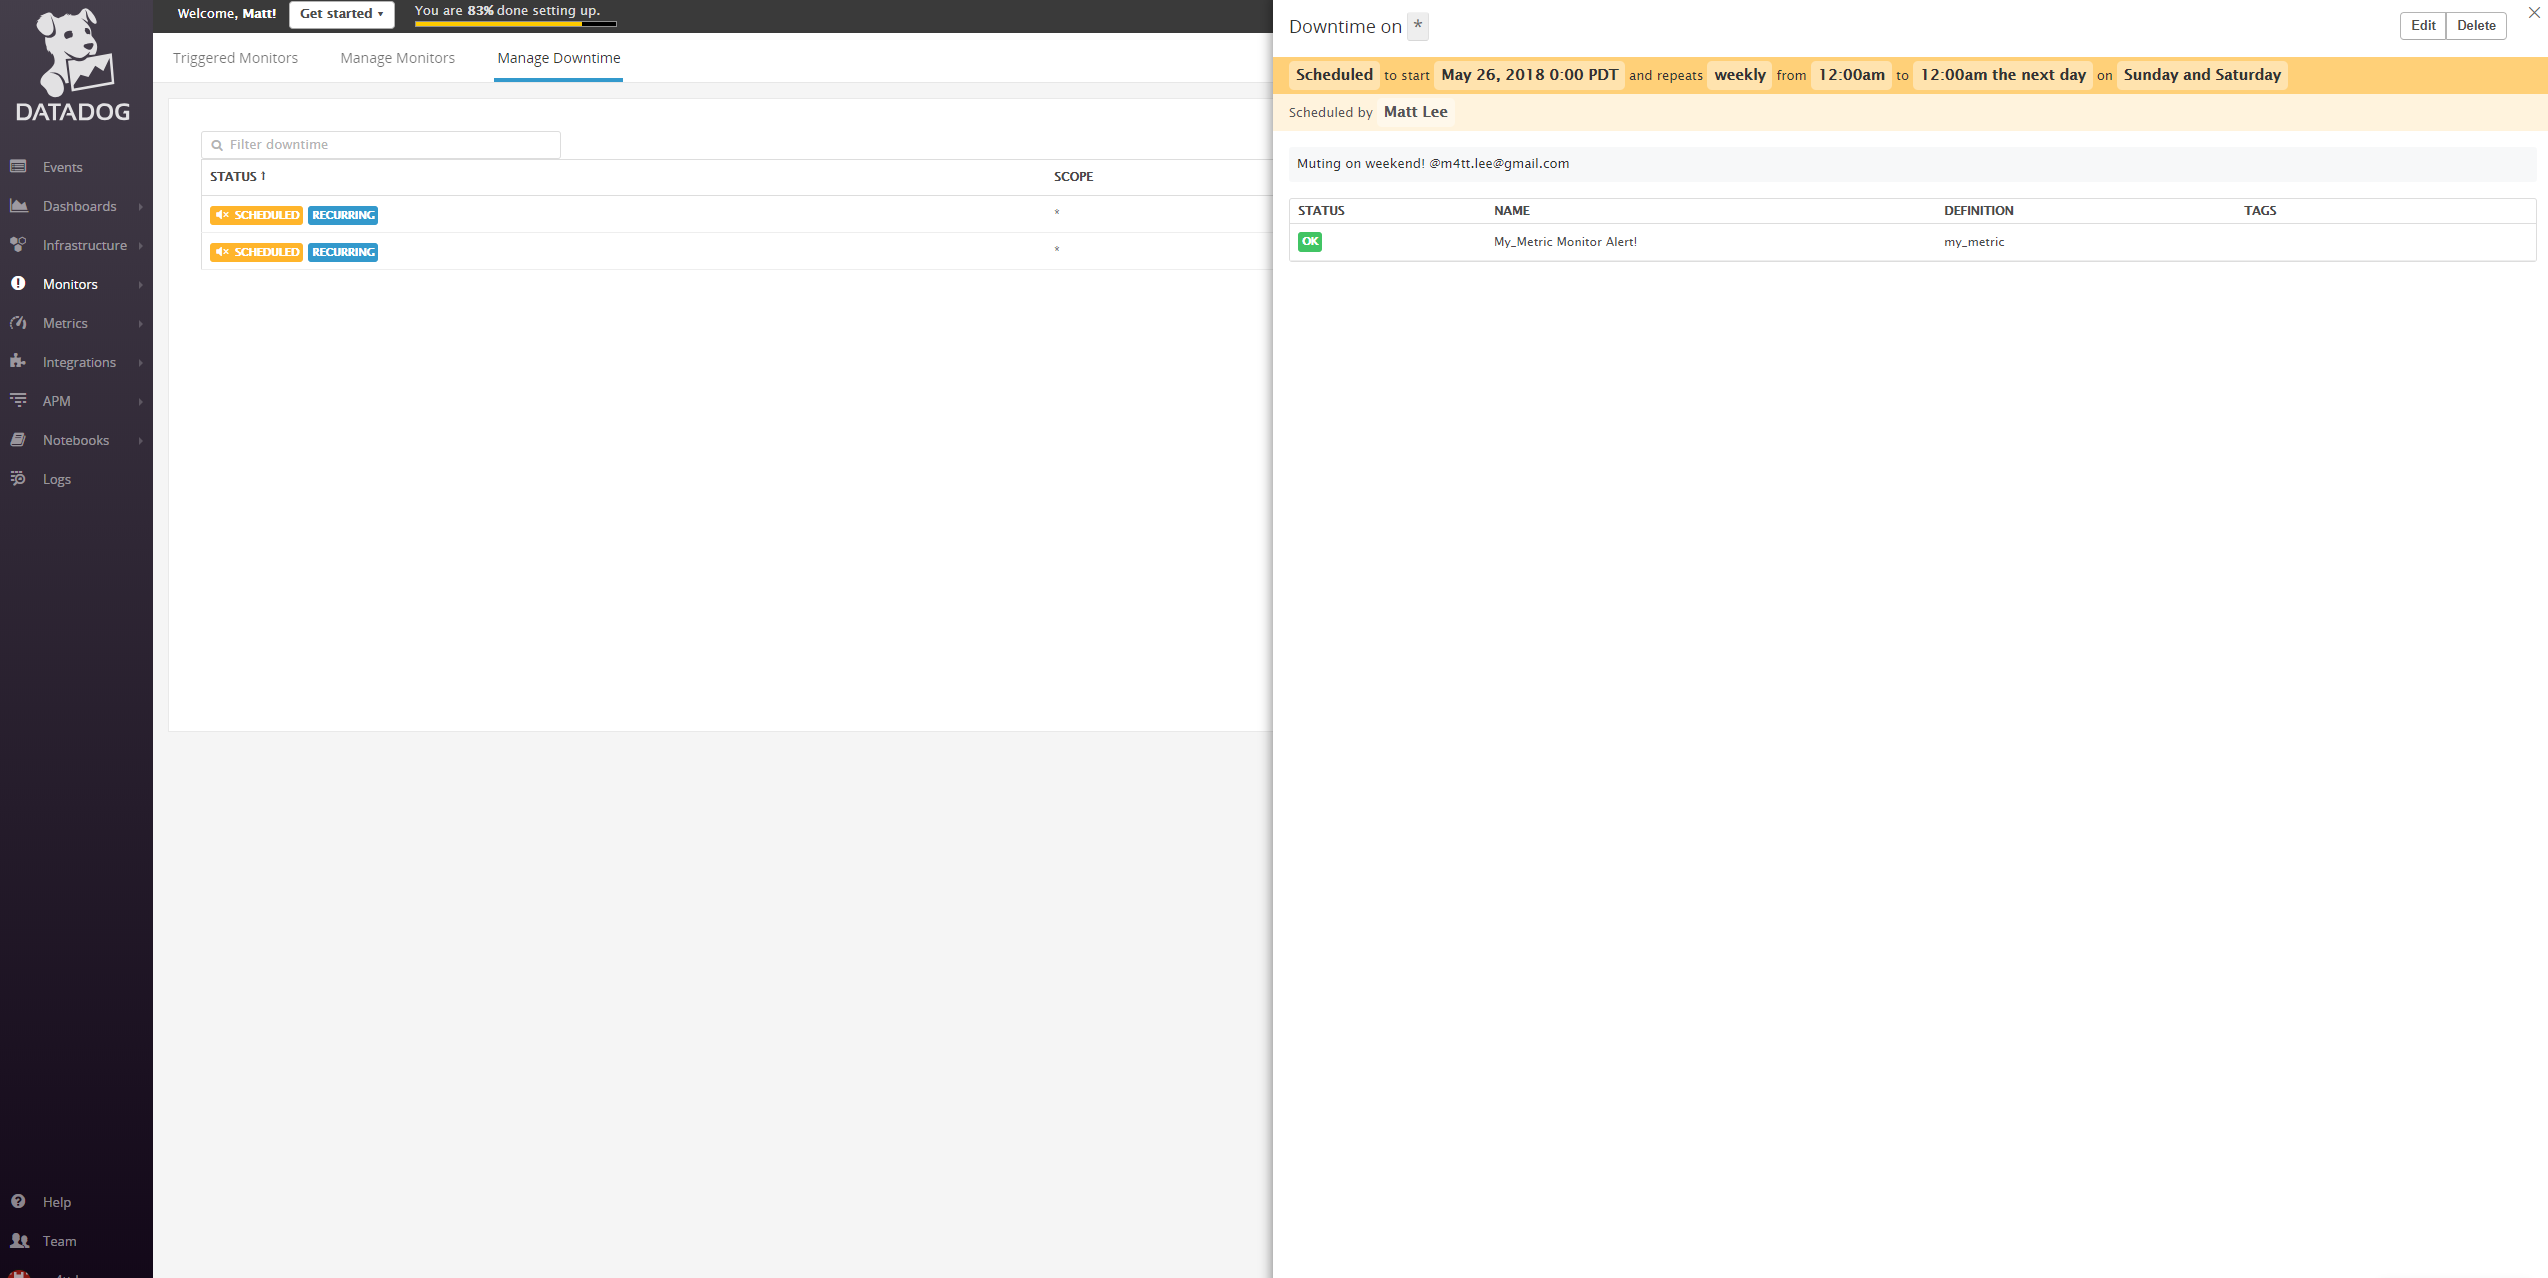 Welcome, Matt!
Get started
You are 83% done setting up.
DATADOG
Events
Dashboards
Infrastructure
Monitors
Metrics
Integrations
APM
Notebooks
Logs
Help
Team
Triggered Monitors
Manage Monitors
Manage Downtime
Filter downtime
STATUS SCOPE
SCHEDULED RECURRING *
SCHEDULED RECURRING *
Downtime on *
Edit Delete
Scheduled to start May 26, 2018 0:00 PDT and repeats weekly from 12:00am to 12:00am the next day on Sunday and Saturday
Scheduled by Matt Lee
Muting on weekend! @m4tt.lee@gmail.com
STATUS NAME DEFINITION TAGS
OK My_Metric Monitor Alert! my_metric